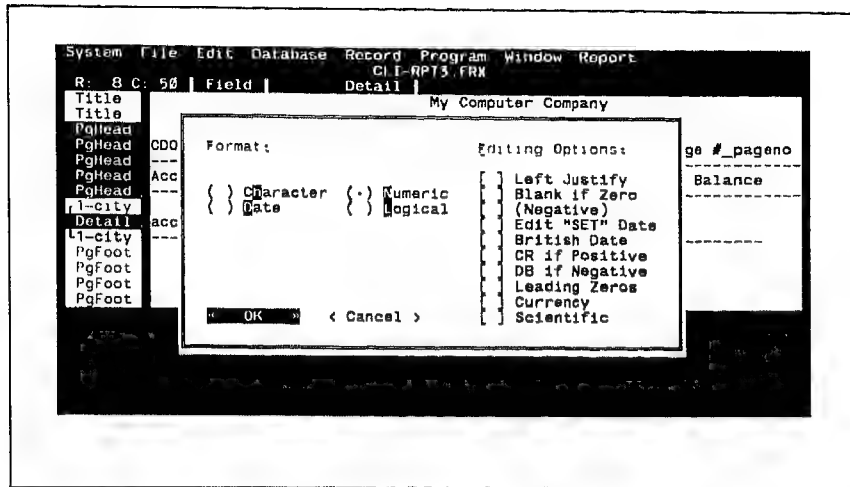 System File Edit Database Record Program Window Report
CLI-RPT3.FRX
R: 8 C: 50 | Field | Detail |
Title My Computer Company
Title
PgHead
PgHead CDO Format: Editing Options: ge #_pageno
PgHead ---
PgHead Acc ( ) Character (·) Numeric [ ] Left Justify Balance
PgHead --- ( ) Date ( ) Logical [ ] Blank if Zero
┌1-city [ ] (Negative)
Detail acc [ ] Edit "SET" Date
└1-city --- [ ] British Date
PgFoot [ ] CR if Positive
PgFoot [ ] DB if Negative
PgFoot [ ] Leading Zeros
PgFoot [ ] Currency
« OK » < Cancel > [ ] Scientific